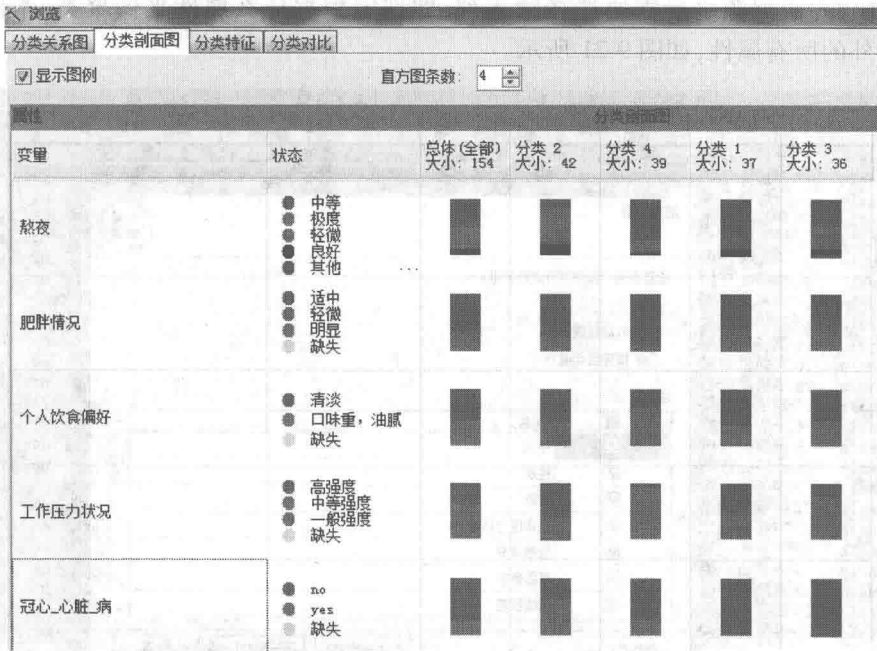 浏览
分类关系图 分类剖面图 分类特征 分类对比
显示图例 直方图条数: 4
属性 分类剖面图
变量 状态 总体(全部) 分类 2 分类 4 分类 1 分类 3
大小: 154 大小: 42 大小: 39 大小: 37 大小: 36
熬夜
中等
极度
轻微
良好
其他 ...
肥胖情况
适中
轻微
明显
缺失
个人饮食偏好
清淡
口味重，油腻
缺失
工作压力状况
高强度
中等强度
一般强度
缺失
冠心_心脏_病
no
yes
缺失